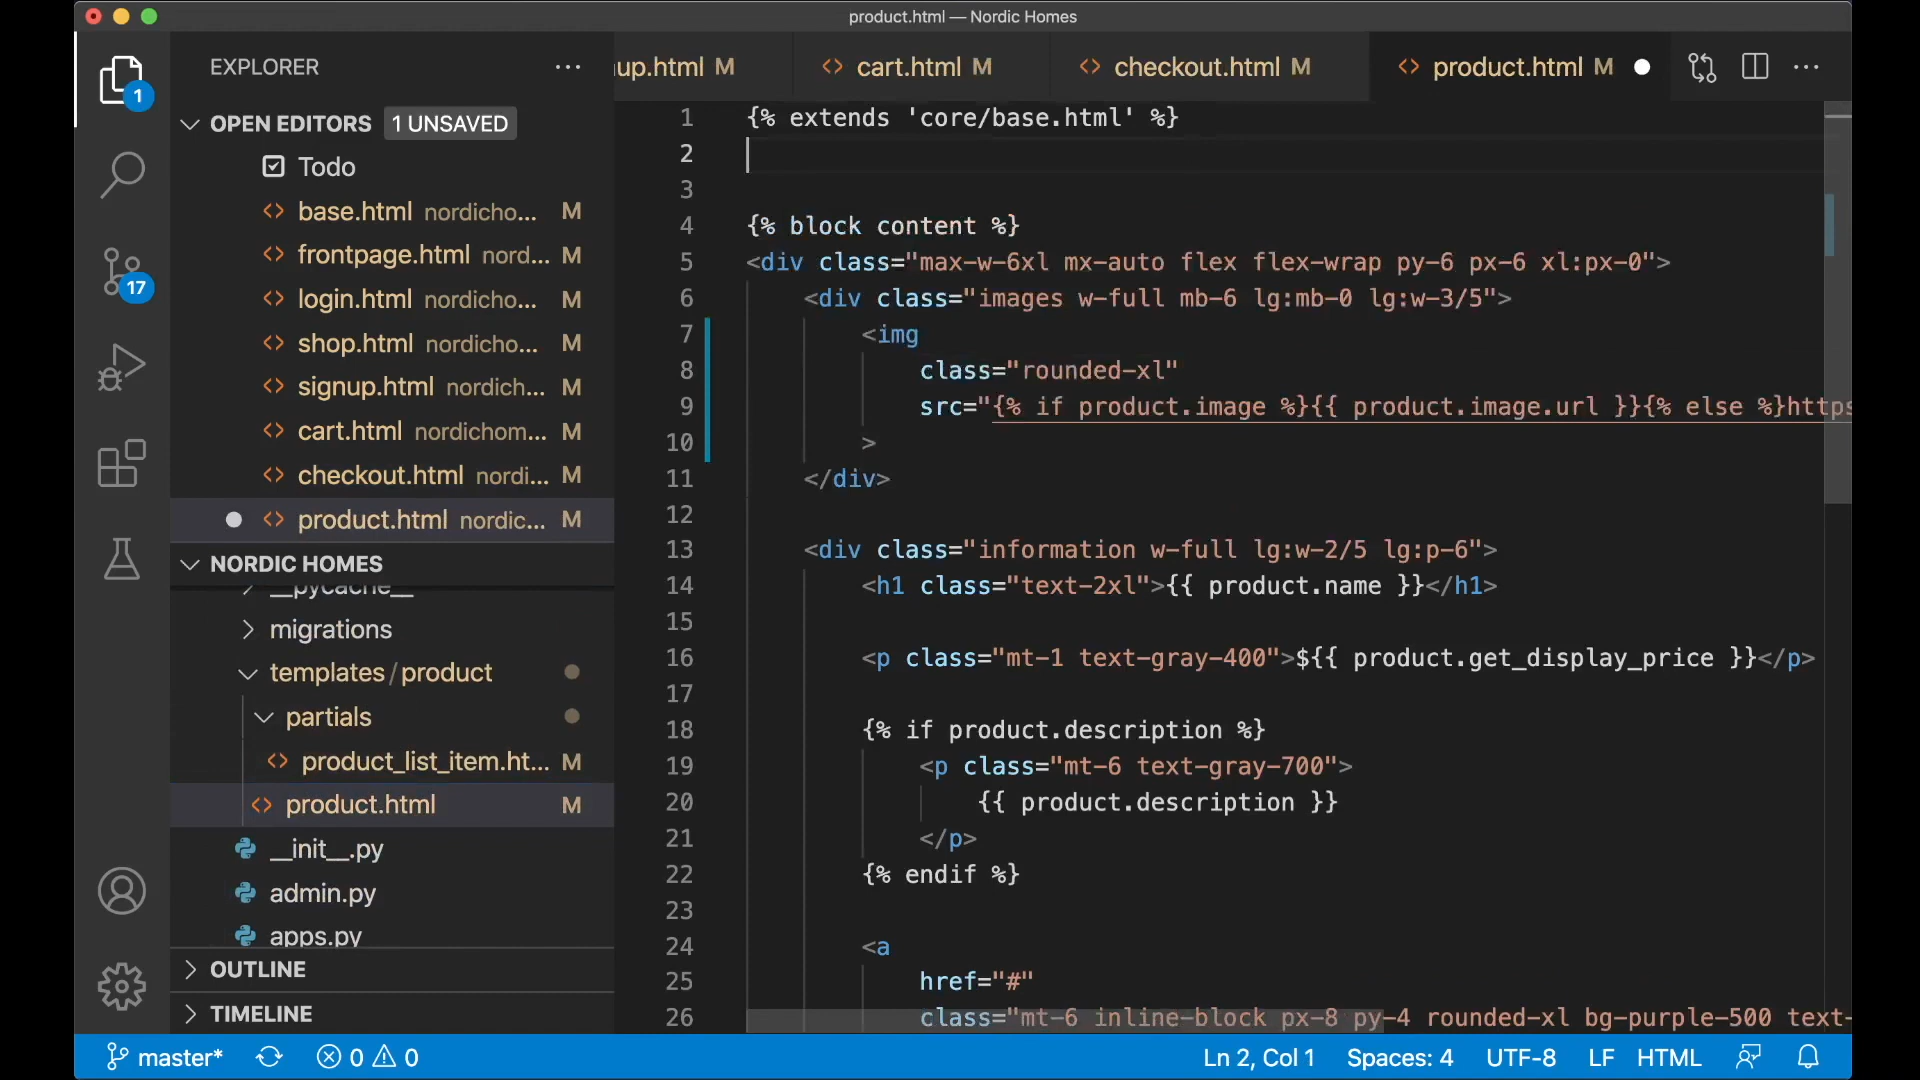 product.html — Nordic Homes
EXPLORER
up.html M
cart.html M
checkout.html M
product.html M
1
OPEN EDITORS
1 UNSAVED
Todo
base.html nordicho... M
frontpage.html nord... M
login.html nordicho... M
shop.html nordicho... M
signup.html nordich... M
cart.html nordichom... M
checkout.html nordi... M
product.html nordic... M
17
NORDIC HOMES
__pycache__
migrations
templates/product
partials
product_list_item.ht... M
product.html M
__init__.py
admin.py
apps.py
OUTLINE
TIMELINE
1 {% extends 'core/base.html' %}
2
3
4 {% block content %}
5 <div class="max-w-6xl mx-auto flex flex-wrap py-6 px-6 xl:px-0">
6 <div class="images w-full mb-6 lg:mb-0 lg:w-3/5">
7 <img
8 class="rounded-xl"
9 src="{% if product.image %}{{ product.image.url }}{% else %}https
10 >
11 </div>
12
13 <div class="information w-full lg:w-2/5 lg:p-6">
14 <h1 class="text-2xl">{{ product.name }}</h1>
15
16 <p class="mt-1 text-gray-400">${{ product.get_display_price }}</p>
17
18 {% if product.description %}
19 <p class="mt-6 text-gray-700">
20 {{ product.description }}
21 </p>
22 {% endif %}
23
24 <a
25 href="#"
26 class="mt-6 inline-block px-8 py-4 rounded-xl bg-purple-500 text-
master* 0 0
Ln 2, Col 1 Spaces: 4 UTF-8 LF HTML